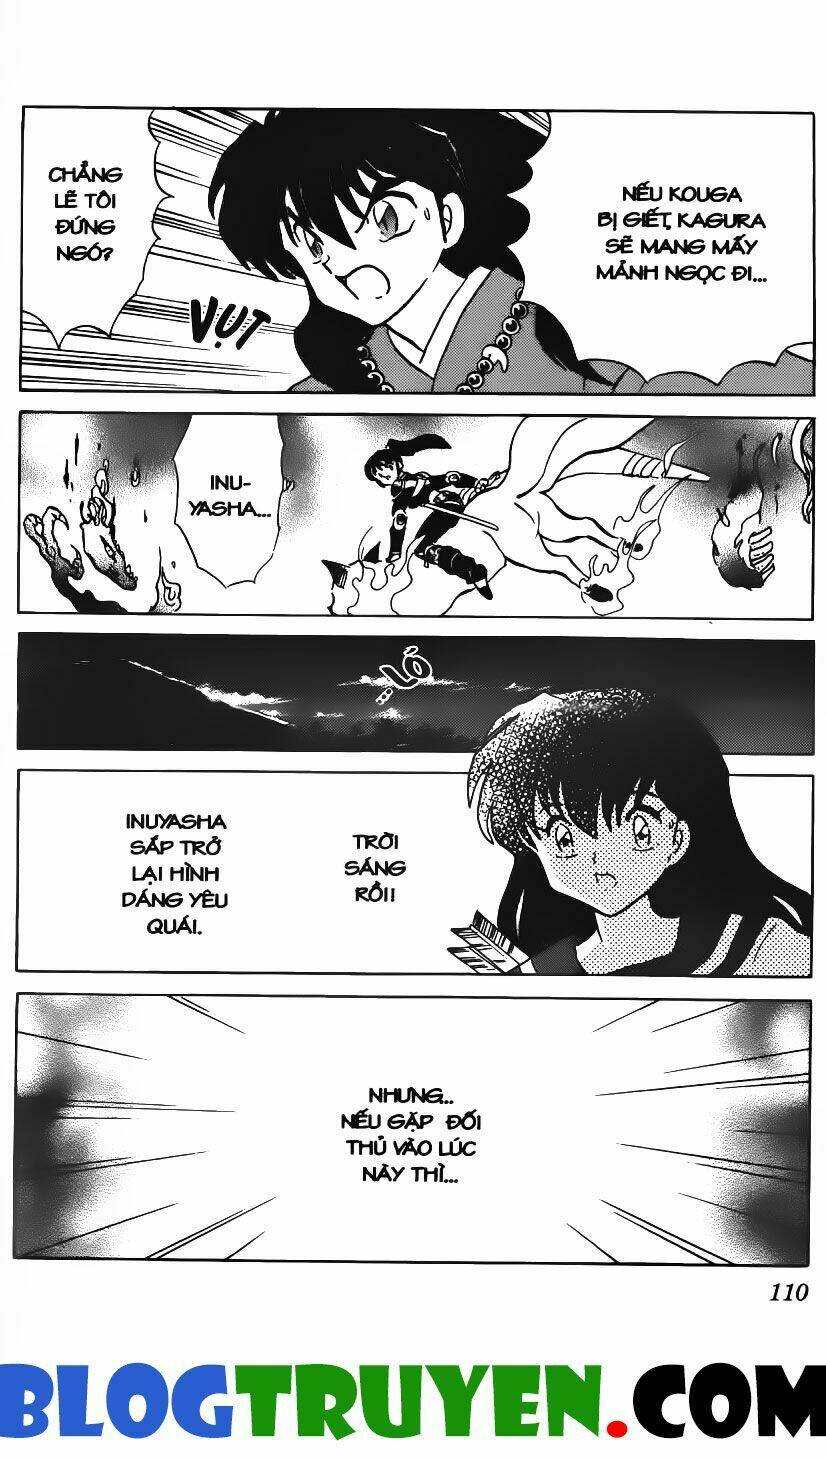 CHẲNG
LẼ TÔI
ĐỨNG
NGÓ?
NẾU KOUGA
BỊ GIẾT, KAGURA
SẼ MANG MẤY
MẢNH NGỌC ĐI...
VỤT
INU-
YASHA...
LÓ
INUYASHA
SẮP TRỞ
LẠI HÌNH
DÁNG YÊU
QUÁI.
TRỜI
SÁNG
RỒI!
NHƯNG...
NẾU GẶP ĐỐI
THỦ VÀO LÚC
NÀY THÌ...
110
BLOGTRUYEN.COM